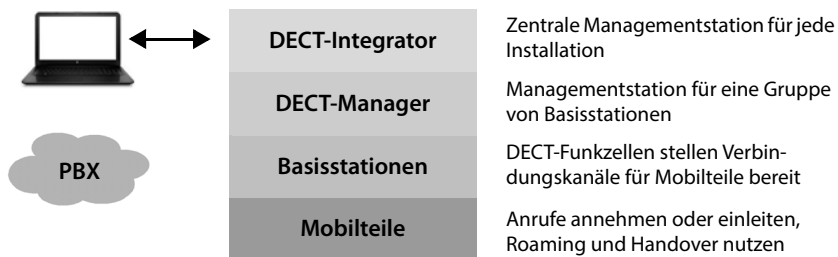 DECT-Integrator
Zentrale Managementstation für jede
Installation
DECT-Manager
Managementstation für eine Gruppe
von Basisstationen
PBX
Basisstationen
DECT-Funkzellen stellen Verbin-
dungskanäle für Mobilteile bereit
Mobilteile
Anrufe annehmen oder einleiten,
Roaming und Handover nutzen